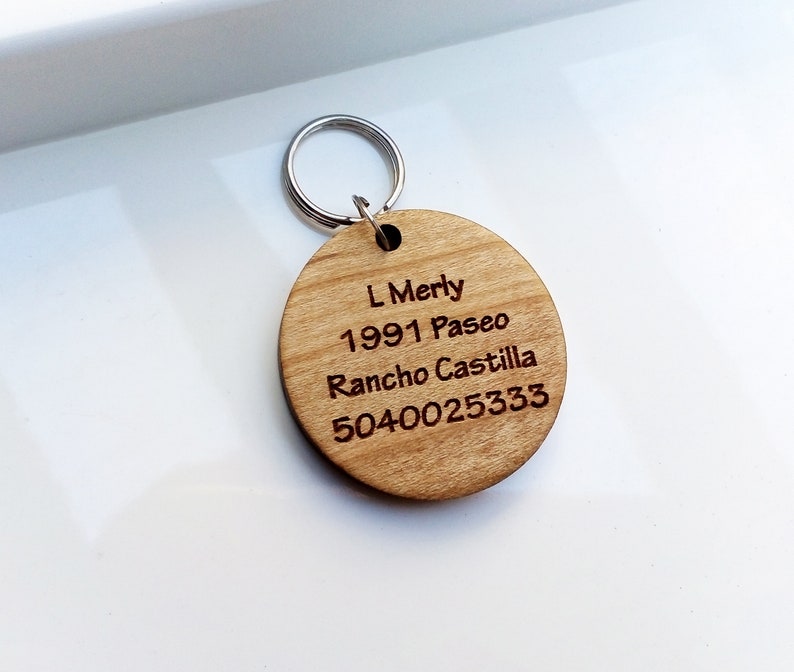 L Merly
1991 Paseo
Rancho Castilla
5040025333